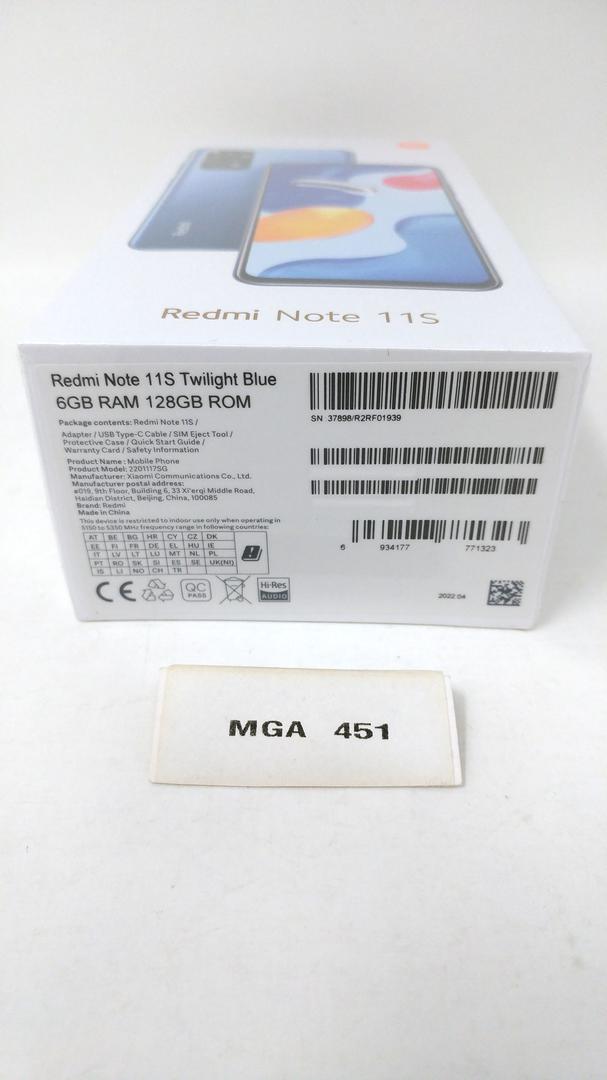 Redmi
Redmi Note 11S
Redmi Note 11S Twilight Blue
6GB RAM 128GB ROM
Package contents: Redmi Note 11S /
Adapter / USB Type-C Cable / SIM Eject Tool /
Protective Case / Quick Start Guide /
Warranty Card / Safety Information
Product Name: Mobile Phone
Product Model: 2201117SG
Manufacturer: Xiaomi Communications Co., Ltd.
Manufacturer postal address:
#019, 9th Floor, Building 6, 33 Xi'erqi Middle Road,
Haidian District, Beijing, China, 100085
Brand: Redmi
Made in China
This device is restricted to indoor use only when operating in
5150 to 5350 MHz frequency range in following countries:
AT BE BG HR CY CZ DK
EE FI FR DE EL HU IE
IT LV LT LU MT NL PL
PT RO SK SI ES SE UK(NI)
IS LI NO CH TR
CE
QC
PASS
Hi-Res
AUDIO
SN 37898/R2RF01939
6 934177 771323
2022.04
MGA 451